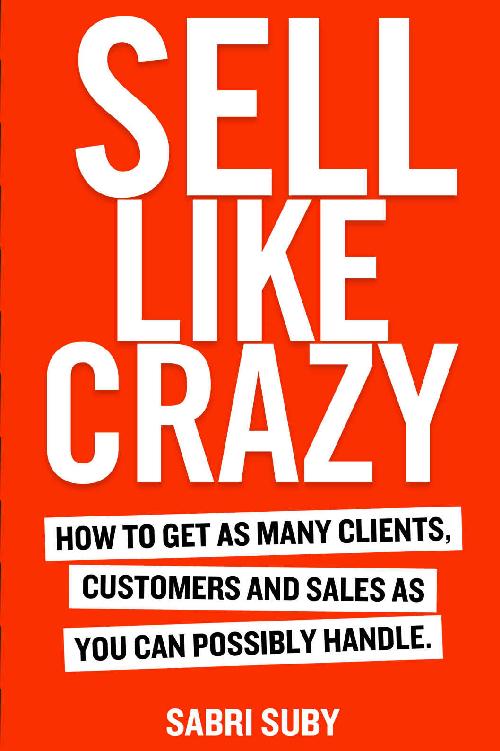 SELL
LIKE
CRAZY
HOW TO GET AS MANY CLIENTS,
CUSTOMERS AND SALES AS
YOU CAN POSSIBLY HANDLE.
SABRI SUBY